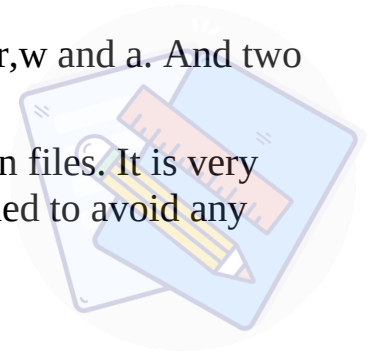 r,w and a. And two
n files. It is very
ed to avoid any